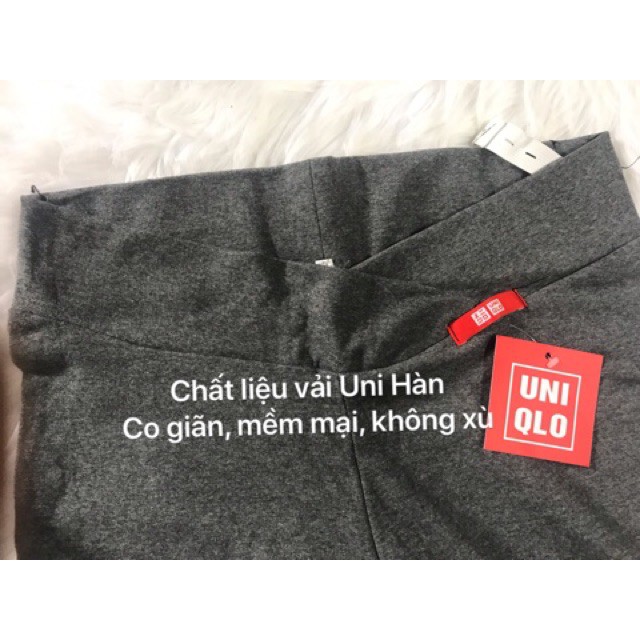 UNI
QLO
Chất liệu vải Uni Hàn
Co giãn, mềm mại, không xù